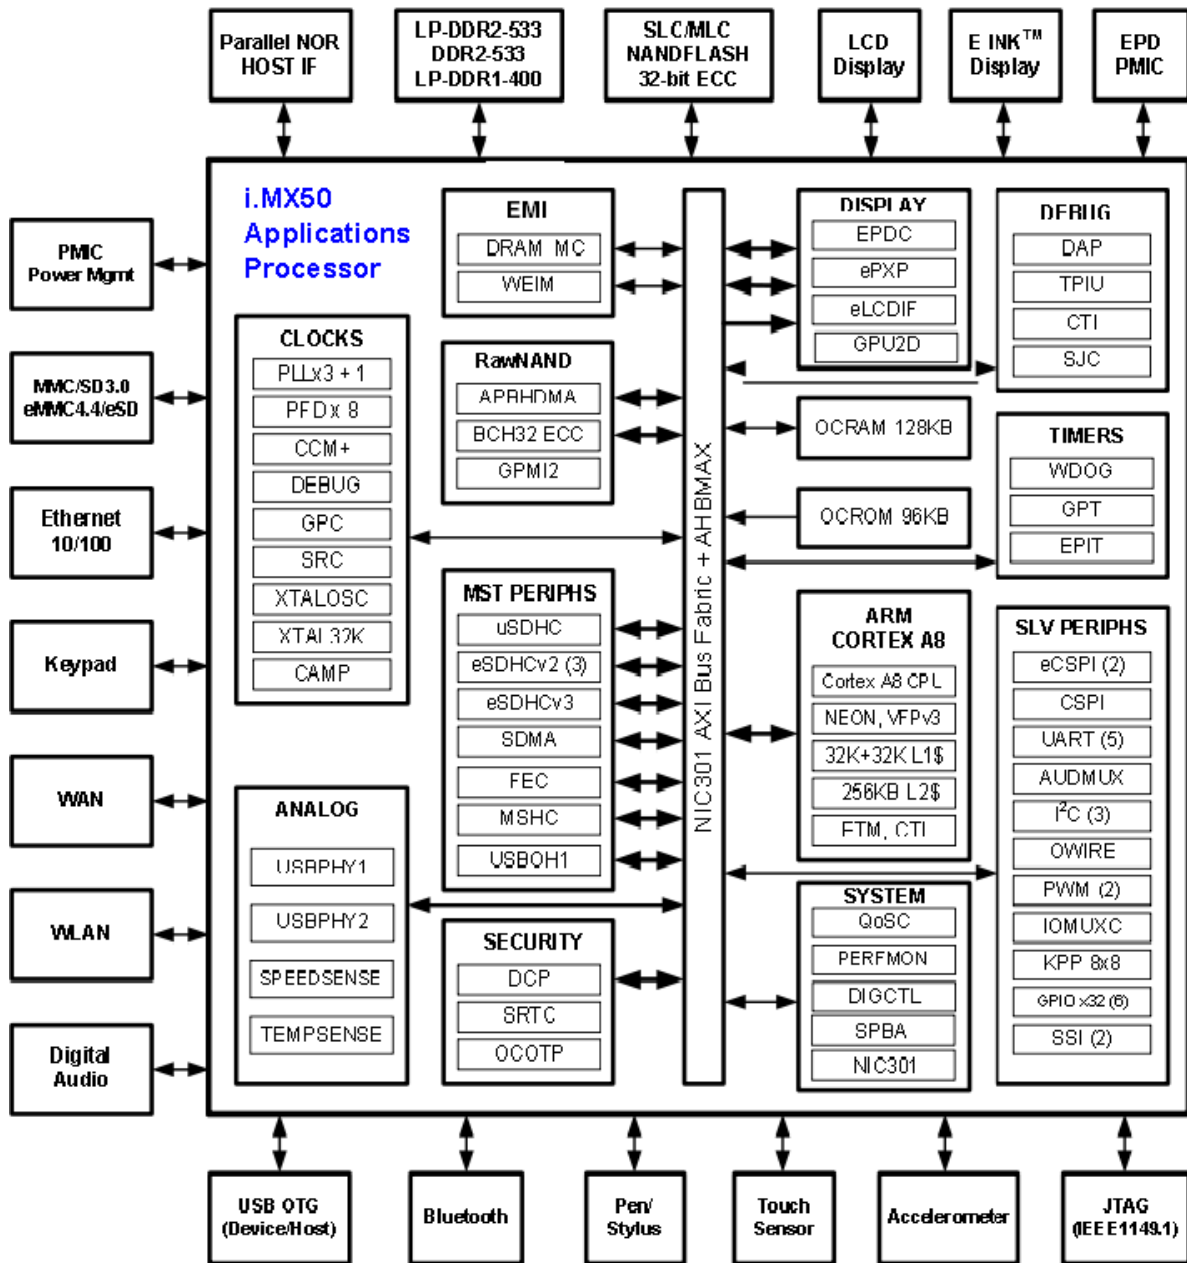 Parallel NOR
HOST IF
LP-DDR2-533
DDR2-533
LP-DDR1-400
SLC/MLC
NANDFLASH
32-bit ECC
LCD
Display
E INK™
Display
EPD
PMIC
i.MX50
Applications
Processor
PMIC
Power Mgmt
MMC/SD3.0
eMMC4.4/eSD
Ethernet
10/100
Keypad
WAN
WLAN
Digital
Audio
CLOCKS
PLLx3 + 1
PFD x 8
CCM+
DEBUG
GPC
SRC
XTALOSC
XTAL32K
CAMP
ANALOG
USBPHY1
USBPHY2
SPEEDSENSE
TEMPSENSE
EMI
DRAM MC
WEIM
RawNAND
APBHDMA
BCH32 ECC
GPMI2
MST PERIPHS
uSDHC
eSDHCv2 (3)
eSDHCv3
SDMA
FEC
MSHC
USBOH1
SECURITY
DCP
SRTC
OCOTP
NIC301 AXI Bus Fabric + AHBMAX
DISPLAY
EPDC
ePXP
eLCDIF
GPU2D
OCRAM 128KB
OCROM 96KB
ARM
CORTEX A8
Cortex A8 CPU
NEON, VFPv3
32K+32K L1$
256KB L2$
ETM, CTI
SYSTEM
QoSC
PERFMON
DIGCTL
SPBA
NIC301
DEBUG
DAP
TPIU
CTI
SJC
TIMERS
WDOG
GPT
EPIT
SLV PERIPHS
eCSPI (2)
CSPI
UART (5)
AUDMUX
I²C (3)
OWIRE
PWM (2)
IOMUXC
KPP 8x8
GPIO x32 (6)
SSI (2)
USB OTG
(Device/Host)
Bluetooth
Pen/
Stylus
Touch
Sensor
Accelerometer
JTAG
(IEEE1149.1)